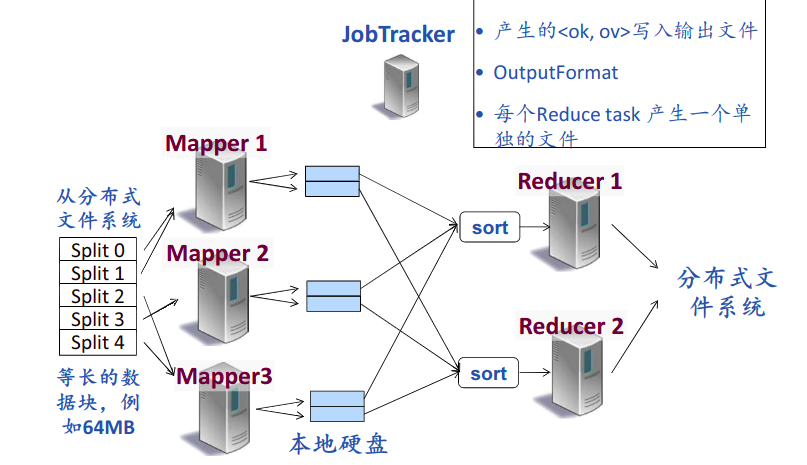 JobTracker
• 产生的<ok, ov>写入输出文件
• OutputFormat
• 每个Reduce task 产生一个单
独的文件
Mapper 1
从分布式
文件系统
Split 0
Split 1
Split 2
Split 3
Split 4
等长的数
据块，例
如64MB
Mapper 2
Mapper3
本地硬盘
sort
sort
Reducer 1
Reducer 2
分布式文
件系统